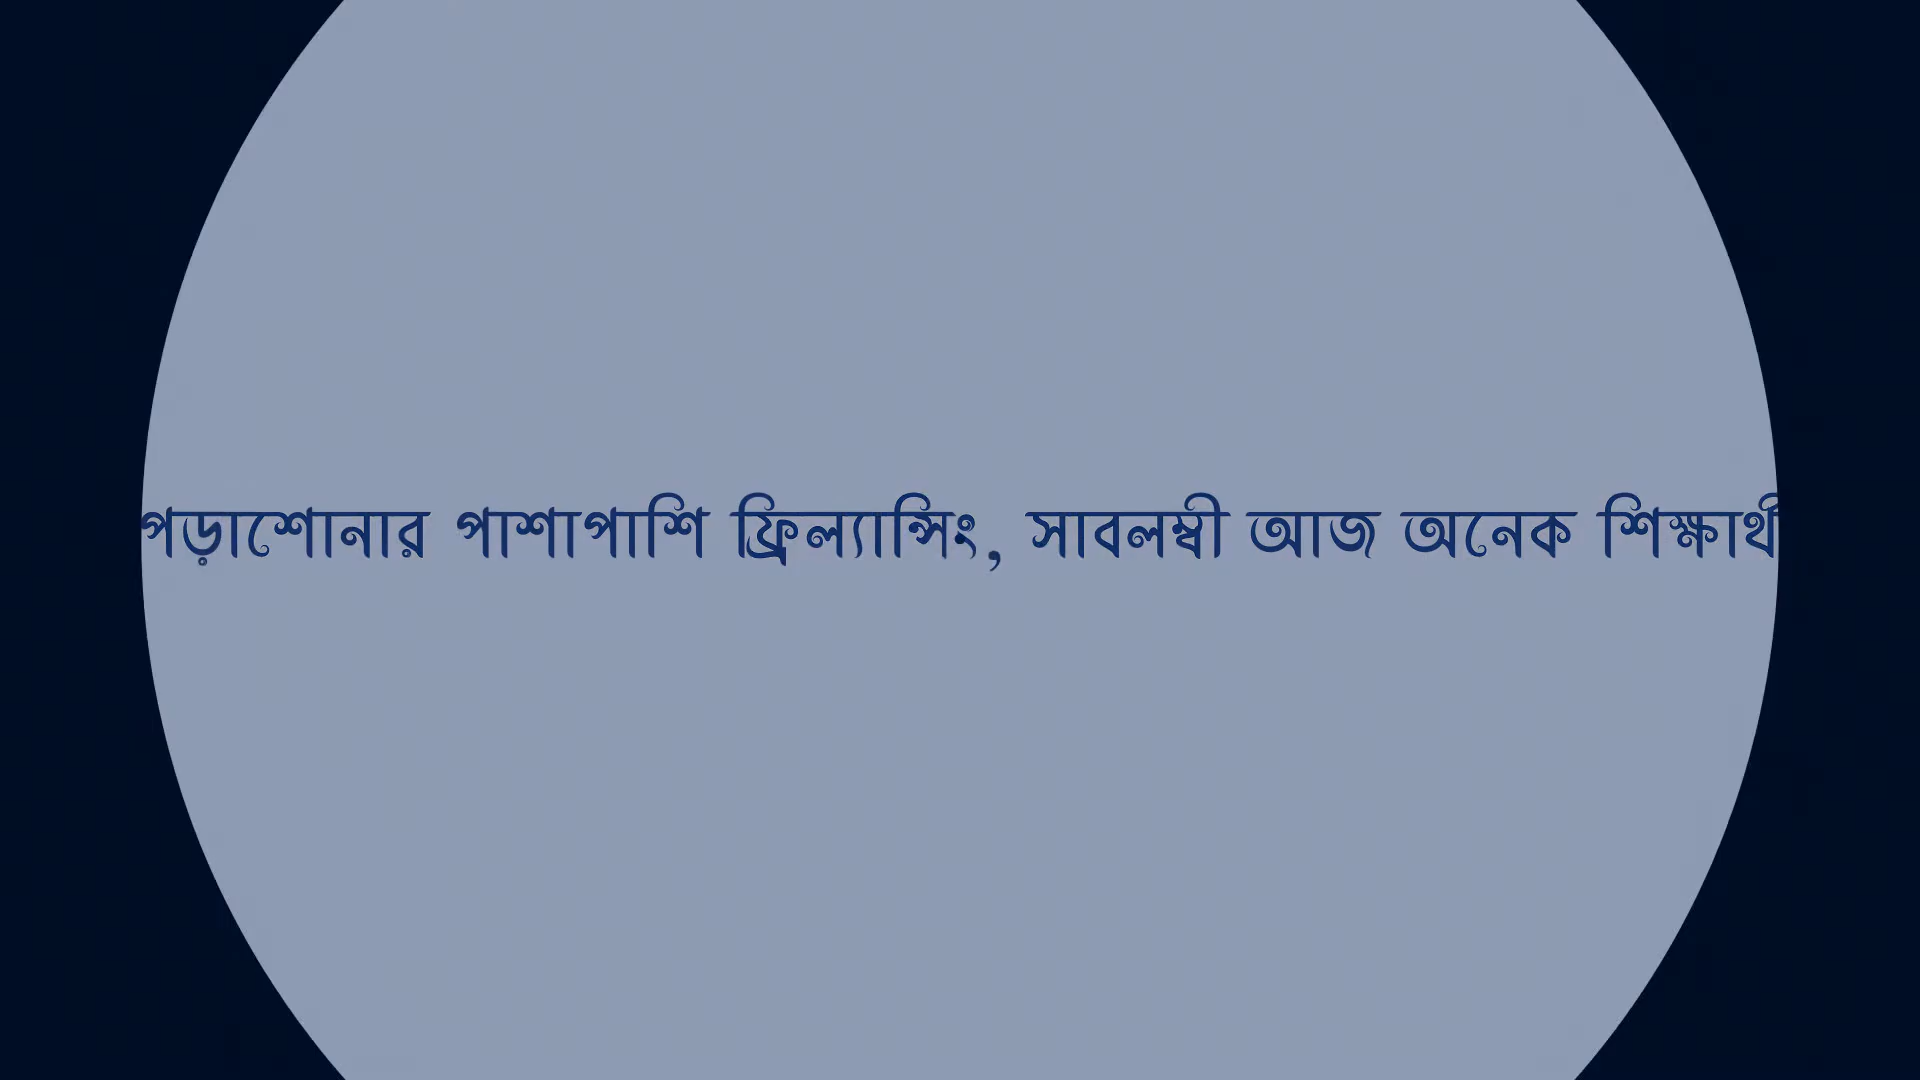 পড়াশোনার পাশাপাশি ফ্রিল্যান্সিং, সাবলম্বী আজ অনেক শিক্ষার্থী